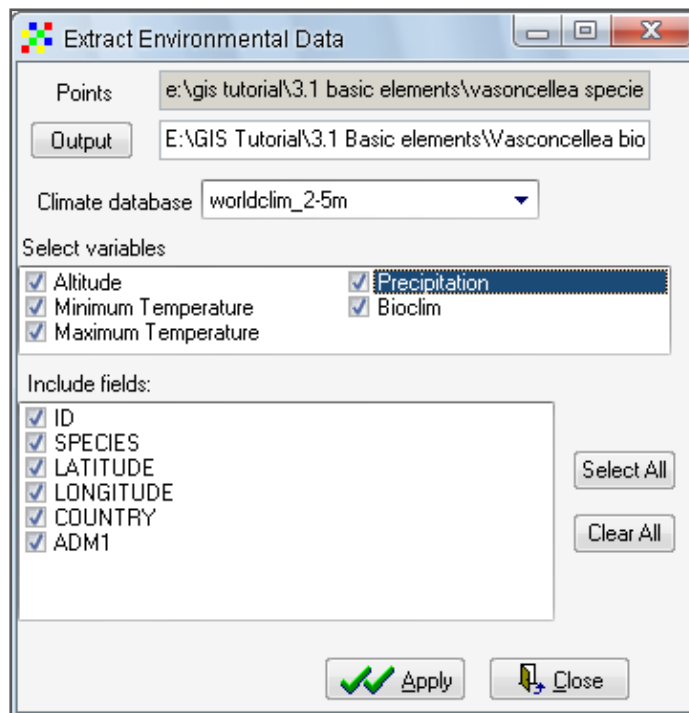 Extract Environmental Data
Points e:\gis tutorial\3.1 basic elements\vasoncellea specie
Output E:\GIS Tutorial\3.1 Basic elements\Vasconcellea bio
Climate database worldclim_2-5m
Select variables
Altitude Precipitation
Minimum Temperature Bioclim
Maximum Temperature
Include fields:
ID
SPECIES
LATITUDE
LONGITUDE
COUNTRY
ADM1
Select All
Clear All
Apply Close